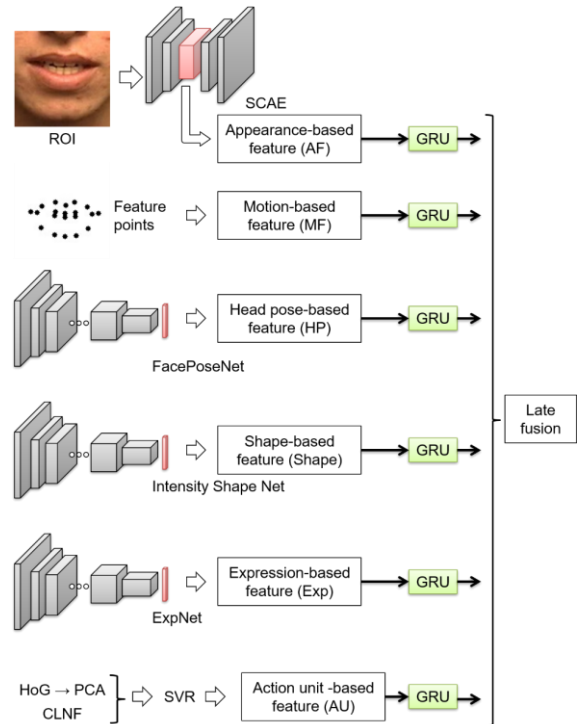 SCAE
ROI
Appearance-based
feature (AF)
GRU
Feature
points
Motion-based
feature (MF)
GRU
Head pose-based
feature (HP)
GRU
FacePoseNet
Late
fusion
Shape-based
feature (Shape)
GRU
Intensity Shape Net
Expression-based
feature (Exp)
GRU
ExpNet
HoG → PCA
CLNF
SVR
Action unit -based
feature (AU)
GRU